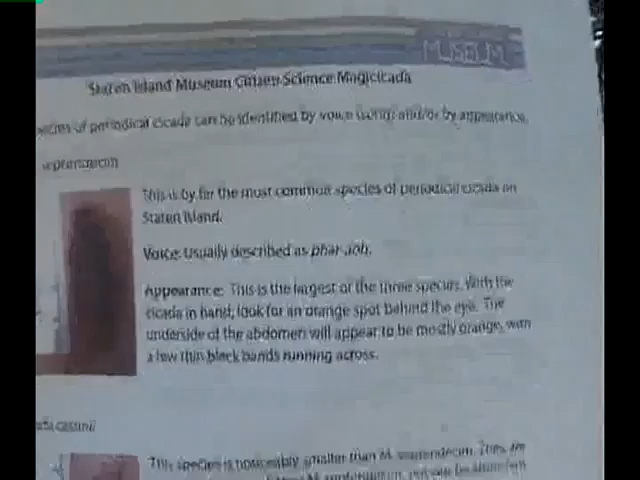 MUSEUM
Staten Island Museum Citizen Science Magicicada
species of periodical cicada can be identified by voice (song) and/or by appearance.
septendecim
This is by far the most common species of periodical cicada on
Staten Island.
Voice: Usually described as phar-aoh.
Appearance: This is the largest of the three species. With the
cicada in hand, look for an orange spot behind the eye. The
underside of the abdomen will appear to be mostly orange, with
a few thin black bands running across.
cassini
This species is noticeably smaller than M. septendecim. They are